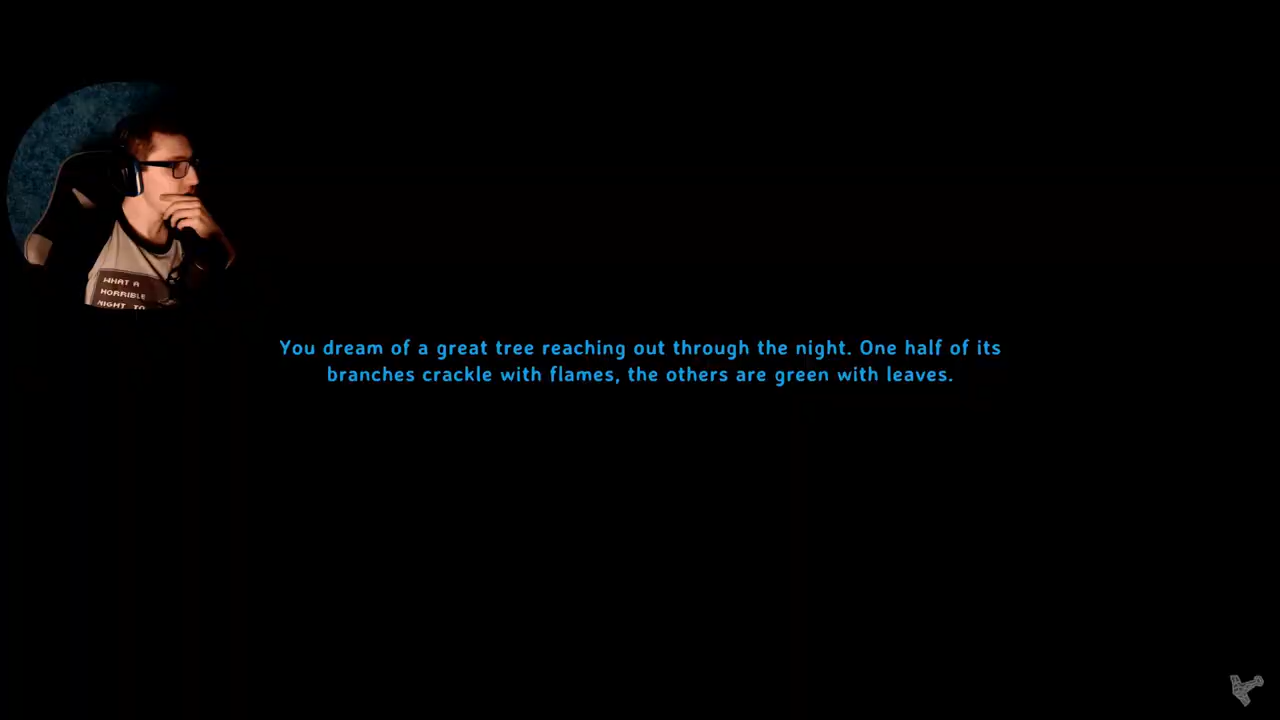 WHAT A
HORRIBLE
NIGHT TO
You dream of a great tree reaching out through the night. One half of its
branches crackle with flames, the others are green with leaves.